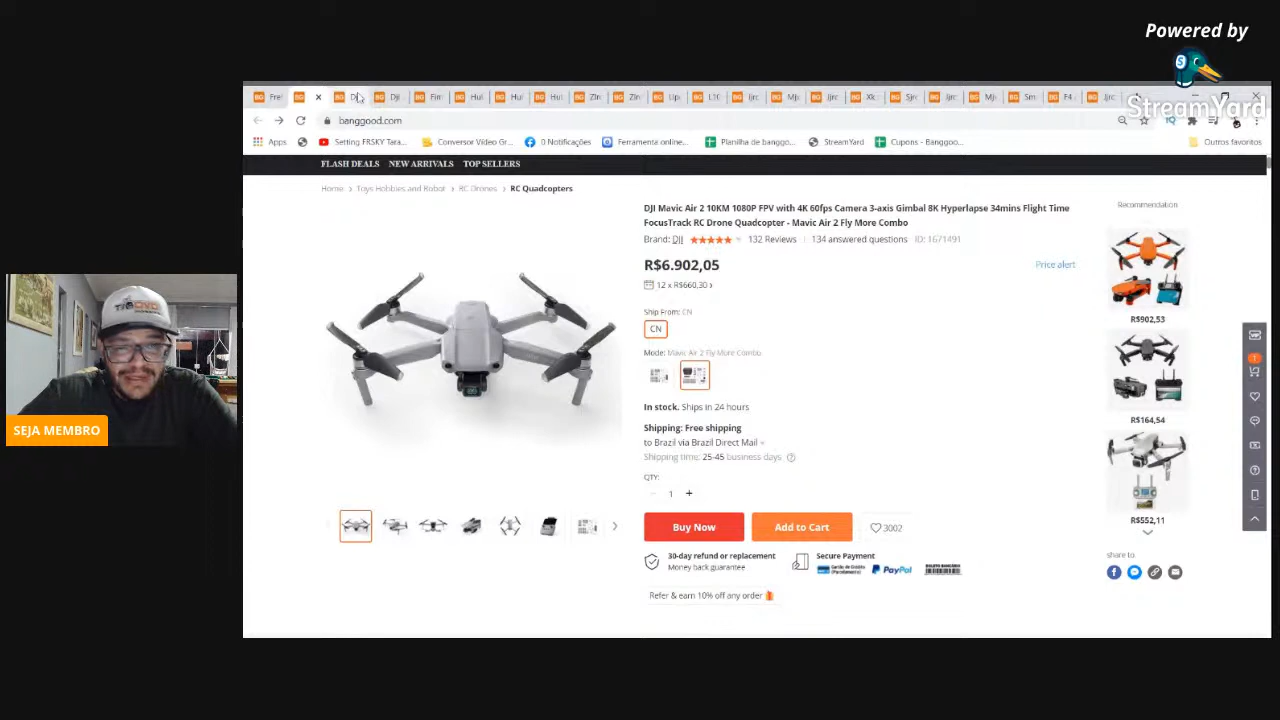 Powered by
StreamYard
Fre
DJ
DJI
Fim
Hui
Hui
Hu
banggood.com
Apps
Setting FRSKY Tara...
Conversor Vídeo Gr...
0 Notificações
Ferramenta online...
Planilha de banggo...
StreamYard
Cupons - Banggoo...
Outros favoritos
FLASH DEALS NEW ARRIVALS TOP SELLERS
Home > Toys Hobbies and Robot > RC Drones > RC Quadcopters
DJI Mavic Air 2 10KM 1080P FPV with 4K 60fps Camera 3-axis Gimbal 8K Hyperlapse 34mins Flight Time
FocusTrack RC Drone Quadcopter - Mavic Air 2 Fly More Combo
Brand: DJI 132 Reviews | 134 answered questions ID: 1671491
R$6.902,05
Price alert
12 x R$660,30 >
Ship From: CN
CN
Mode: Mavic Air 2 Fly More Combo
In stock. Ships in 24 hours
Shipping: Free shipping
to Brazil via Brazil Direct Mail
Shipping time: 25-45 business days
QTY:
- 1 +
Buy Now
Add to Cart
3002
30-day refund or replacement
Money back guarantee
Secure Payment
PayPal
Refer & earn 10% off any order
Recommendation
R$902,53
R$164,54
R$552,11
share to
SEJA MEMBRO